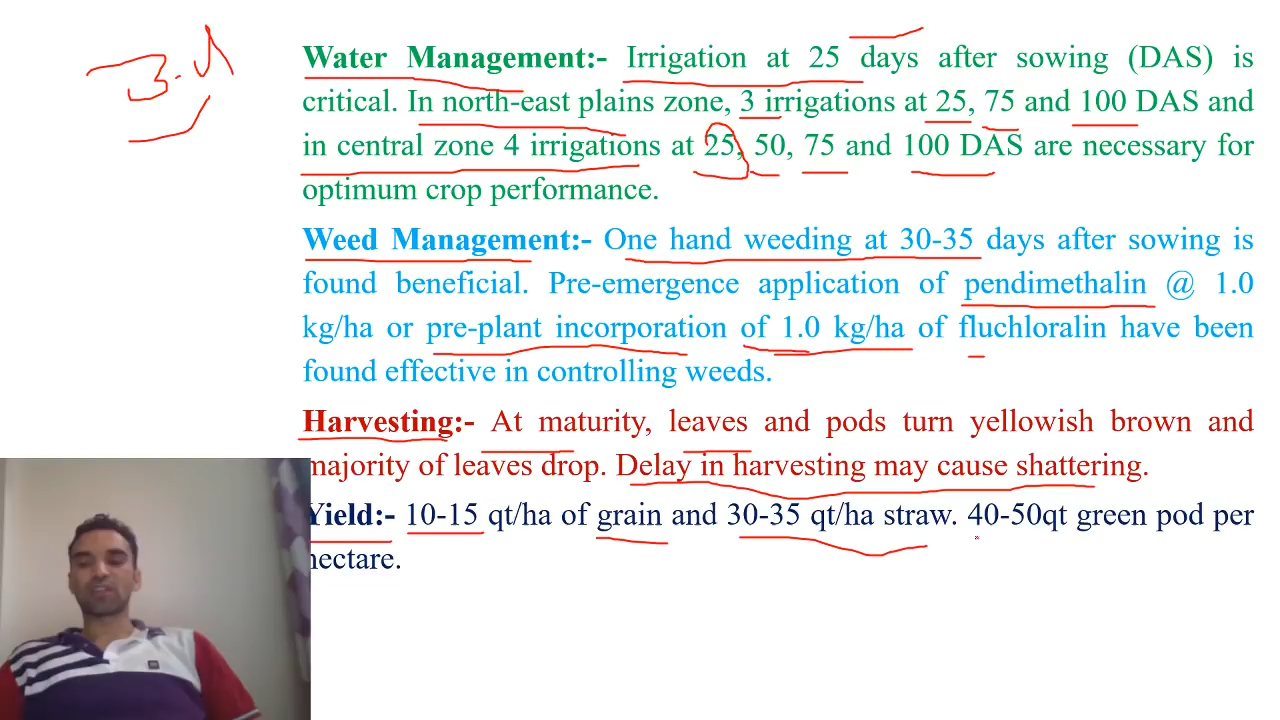 Water Management:- Irrigation at 25 days after sowing (DAS) is
critical. In north-east plains zone, 3 irrigations at 25, 75 and 100 DAS and
in central zone 4 irrigations at 25, 50, 75 and 100 DAS are necessary for
optimum crop performance.
Weed Management:- One hand weeding at 30-35 days after sowing is
found beneficial. Pre-emergence application of pendimethalin @ 1.0
kg/ha or pre-plant incorporation of 1.0 kg/ha of fluchloralin have been
found effective in controlling weeds.
Harvesting:- At maturity, leaves and pods turn yellowish brown and
majority of leaves drop. Delay in harvesting may cause shattering.
Yield:- 10-15 qt/ha of grain and 30-35 qt/ha straw. 40-50qt green pod per
hectare.